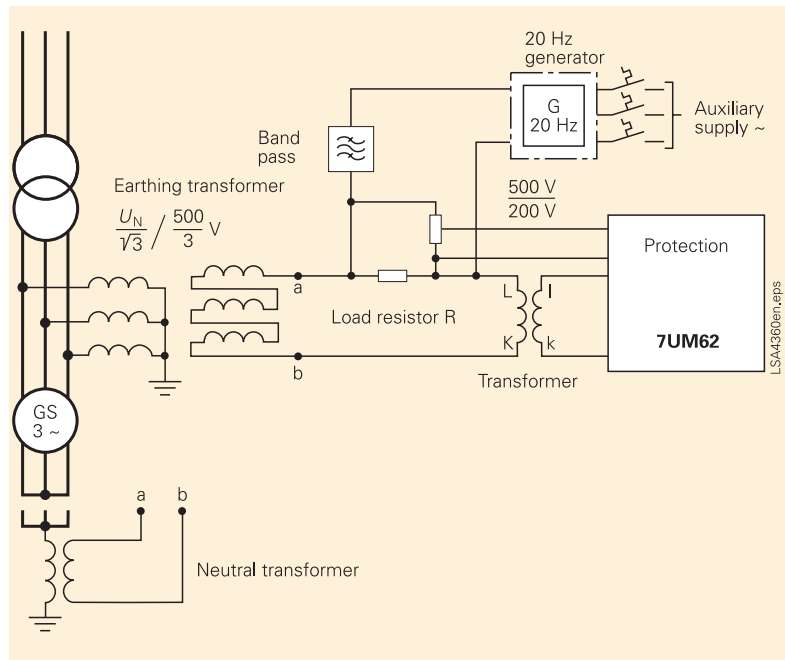 20 Hz
generator
G
20 Hz
Auxiliary
supply ~
Band
pass
Earthing transformer
U_N/√3 / 500/3 V
500 V
200 V
Protection
7UM62
a
Load resistor R
L l
K k
b
Transformer
GS
3 ~
a b
Neutral transformer
LSA4360en.eps